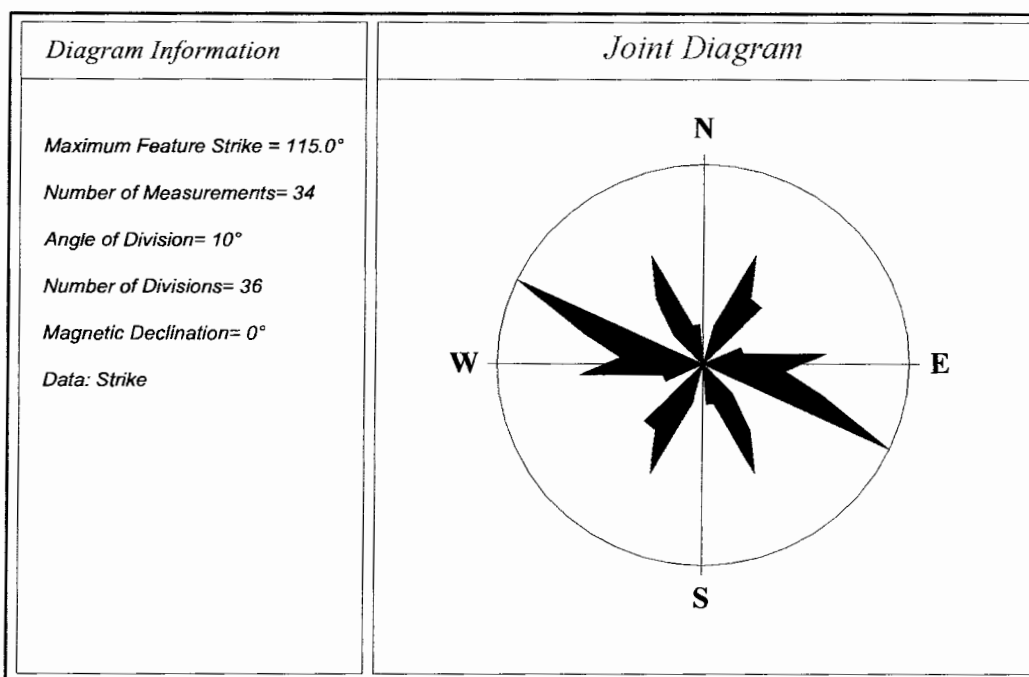 Diagram Information
Maximum Feature Strike = 115.0°
Number of Measurements= 34
Angle of Division= 10°
Number of Divisions= 36
Magnetic Declination= 0°
Data: Strike
Joint Diagram
N
W
E
S